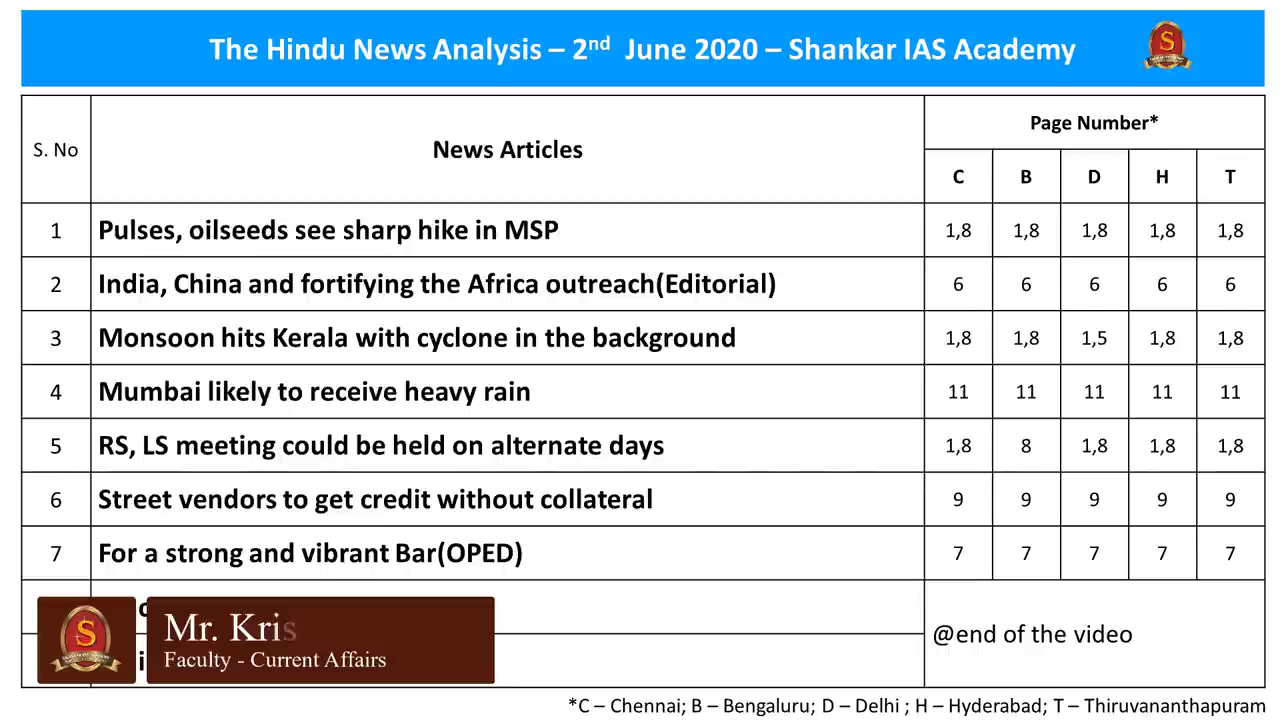 The Hindu News Analysis – 2nd June 2020 – Shankar IAS Academy
S. No News Articles Page Number*
C B D H T
1 Pulses, oilseeds see sharp hike in MSP 1,8 1,8 1,8 1,8 1,8
2 India, China and fortifying the Africa outreach(Editorial) 6 6 6 6 6
3 Monsoon hits Kerala with cyclone in the background 1,8 1,8 1,5 1,8 1,8
4 Mumbai likely to receive heavy rain 11 11 11 11 11
5 RS, LS meeting could be held on alternate days 1,8 8 1,8 1,8 1,8
6 Street vendors to get credit without collateral 9 9 9 9 9
7 For a strong and vibrant Bar(OPED) 7 7 7 7 7
Mr. Kris
Faculty - Current Affairs
@end of the video
*C – Chennai; B – Bengaluru; D – Delhi ; H – Hyderabad; T – Thiruvananthapuram